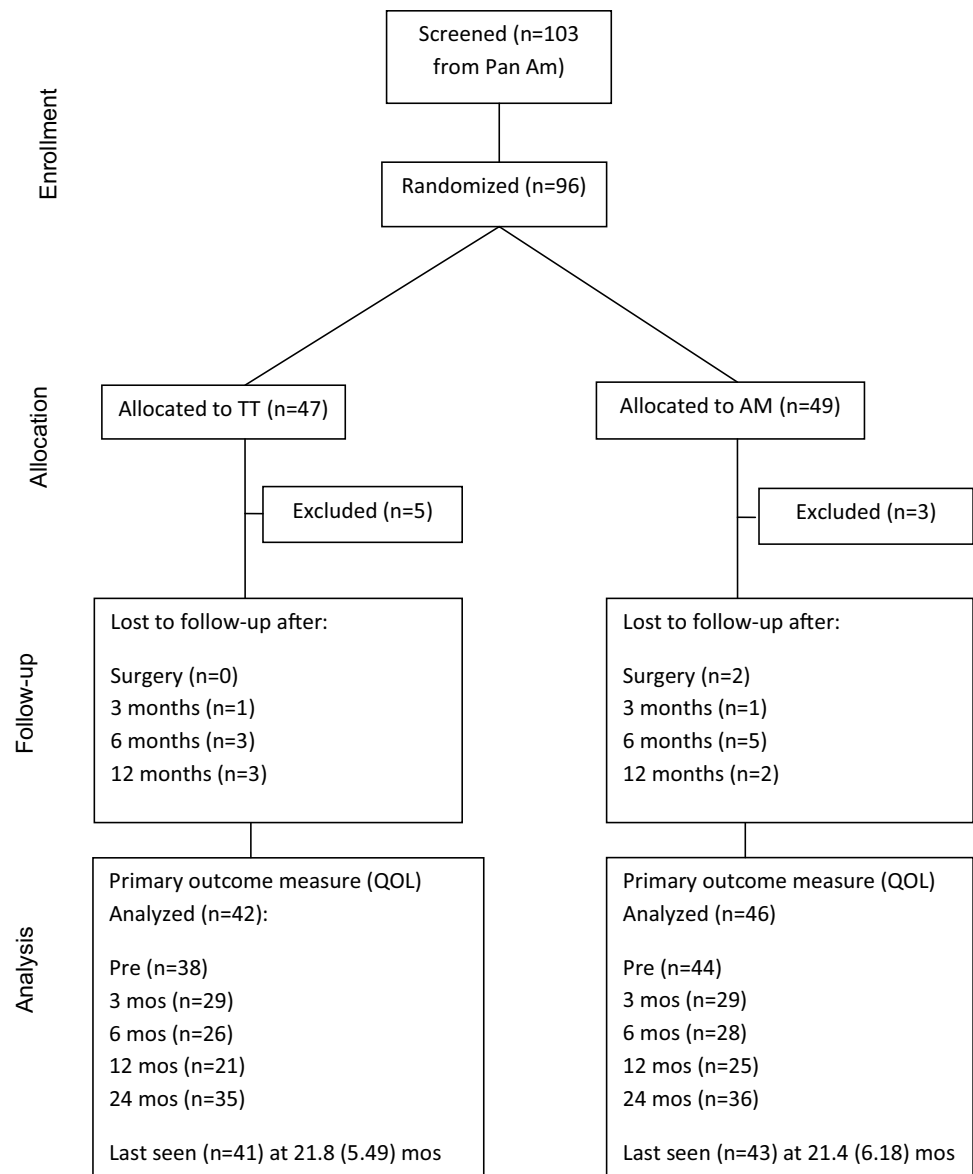 Enrollment
Screened (n=103
from Pan Am)
Randomized (n=96)
Allocation
Allocated to TT (n=47)
Excluded (n=5)
Allocated to AM (n=49)
Excluded (n=3)
Follow-up
Lost to follow-up after:
Surgery (n=0)
3 months (n=1)
6 months (n=3)
12 months (n=3)
Lost to follow-up after:
Surgery (n=2)
3 months (n=1)
6 months (n=5)
12 months (n=2)
Analysis
Primary outcome measure (QOL)
Analyzed (n=42):
Pre (n=38)
3 mos (n=29)
6 mos (n=26)
12 mos (n=21)
24 mos (n=35)
Last seen (n=41) at 21.8 (5.49) mos
Primary outcome measure (QOL)
Analyzed (n=46)
Pre (n=44)
3 mos (n=29)
6 mos (n=28)
12 mos (n=25)
24 mos (n=36)
Last seen (n=43) at 21.4 (6.18) mos